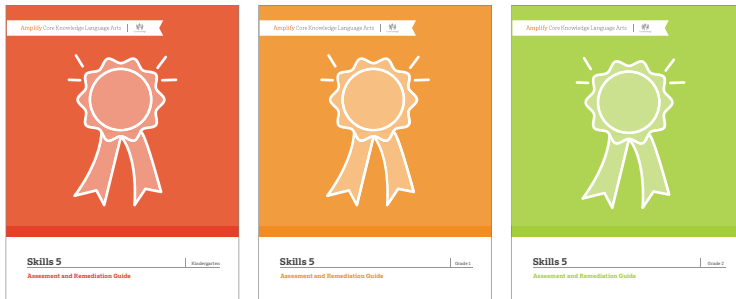 Amplify Core Knowledge Language Arts
Skills 5
Kindergarten
Assessment and Remediation Guide
Amplify Core Knowledge Language Arts
Skills 5
Grade 1
Assessment and Remediation Guide
Amplify Core Knowledge Language Arts
Skills 5
Grade 2
Assessment and Remediation Guide